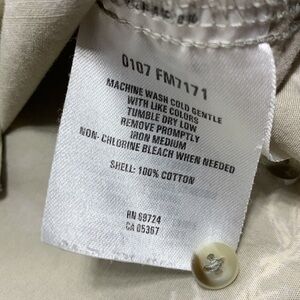 0107 FM7171
MACHINE WASH COLD GENTLE
WITH LIKE COLORS
TUMBLE DRY LOW
REMOVE PROMPTLY
IRON MEDIUM
NON-CHLORINE BLEACH WHEN NEEDED
SHELL: 100% COTTON
RN 69724
CA 05367